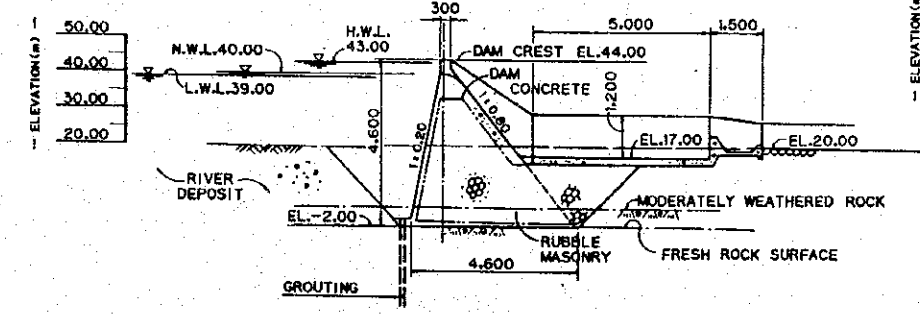 300
5.000
1.500
ELEVATION(m)
50.00
40.00
30.00
20.00
N.W.L.40.00
H.W.L.
43.00
L.W.L.39.00
DAM CREST EL.44.00
DAM
CONCRETE
1.200
4.600
1:0.20
1:0.80
EL.17.00
EL.20.00
RIVER
DEPOSIT
EL.-2.00
MODERATELY WEATHERED ROCK
RUBBLE
MASONRY
FRESH ROCK SURFACE
4.600
GROUTING
ELEVATION(m)